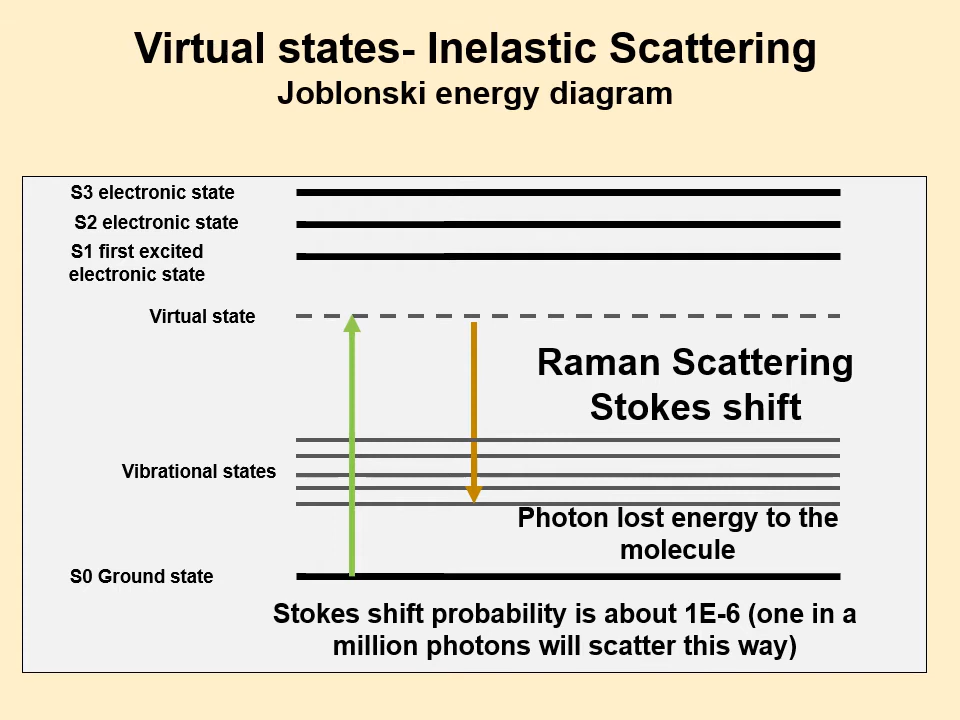 Virtual states- Inelastic Scattering
Joblonski energy diagram
S3 electronic state
S2 electronic state
S1 first excited
electronic state
Virtual state
Raman Scattering
Stokes shift
Vibrational states
Photon lost energy to the
molecule
S0 Ground state
Stokes shift probability is about 1E-6 (one in a
million photons will scatter this way)